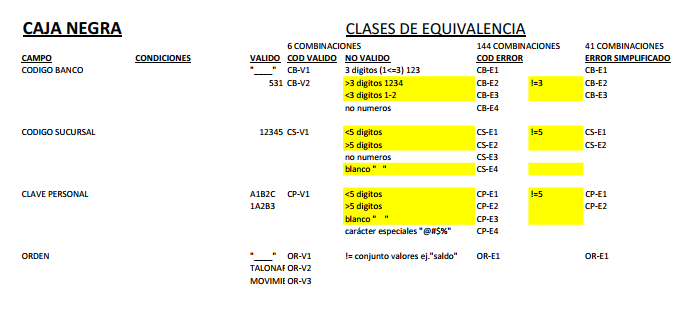 CAJA NEGRA CLASES DE EQUIVALENCIA
6 COMBINACIONES 144 COMBINACIONES 41 COMBINACIONES
CAMPO CONDICIONES VALIDO COD VALIDO NO VALIDO COD ERROR ERROR SIMPLIFICADO
CODIGO BANCO "____" CB-V1 3 digitos (1<=3) 123 CB-E1 CB-E1
531 CB-V2 >3 digitos 1234 CB-E2 !=3 CB-E2
<3 digitos 1-2 CB-E3 CB-E3
no numeros CB-E4
CODIGO SUCURSAL 12345 CS-V1 <5 digitos CS-E1 !=5 CS-E1
>5 digitos CS-E2 CS-E2
no numeros CS-E3
blanco " " CS-E4
CLAVE PERSONAL A1B2C CP-V1 <5 digitos CP-E1 !=5 CP-E1
1A2B3 >5 digitos CP-E2 CP-E2
blanco " " CP-E3
carácter especiales "@#$%" CP-E4
ORDEN "____" OR-V1 != conjunto valores ej."saldo" OR-E1 OR-E1
TALONAF OR-V2
MOVIMIE OR-V3